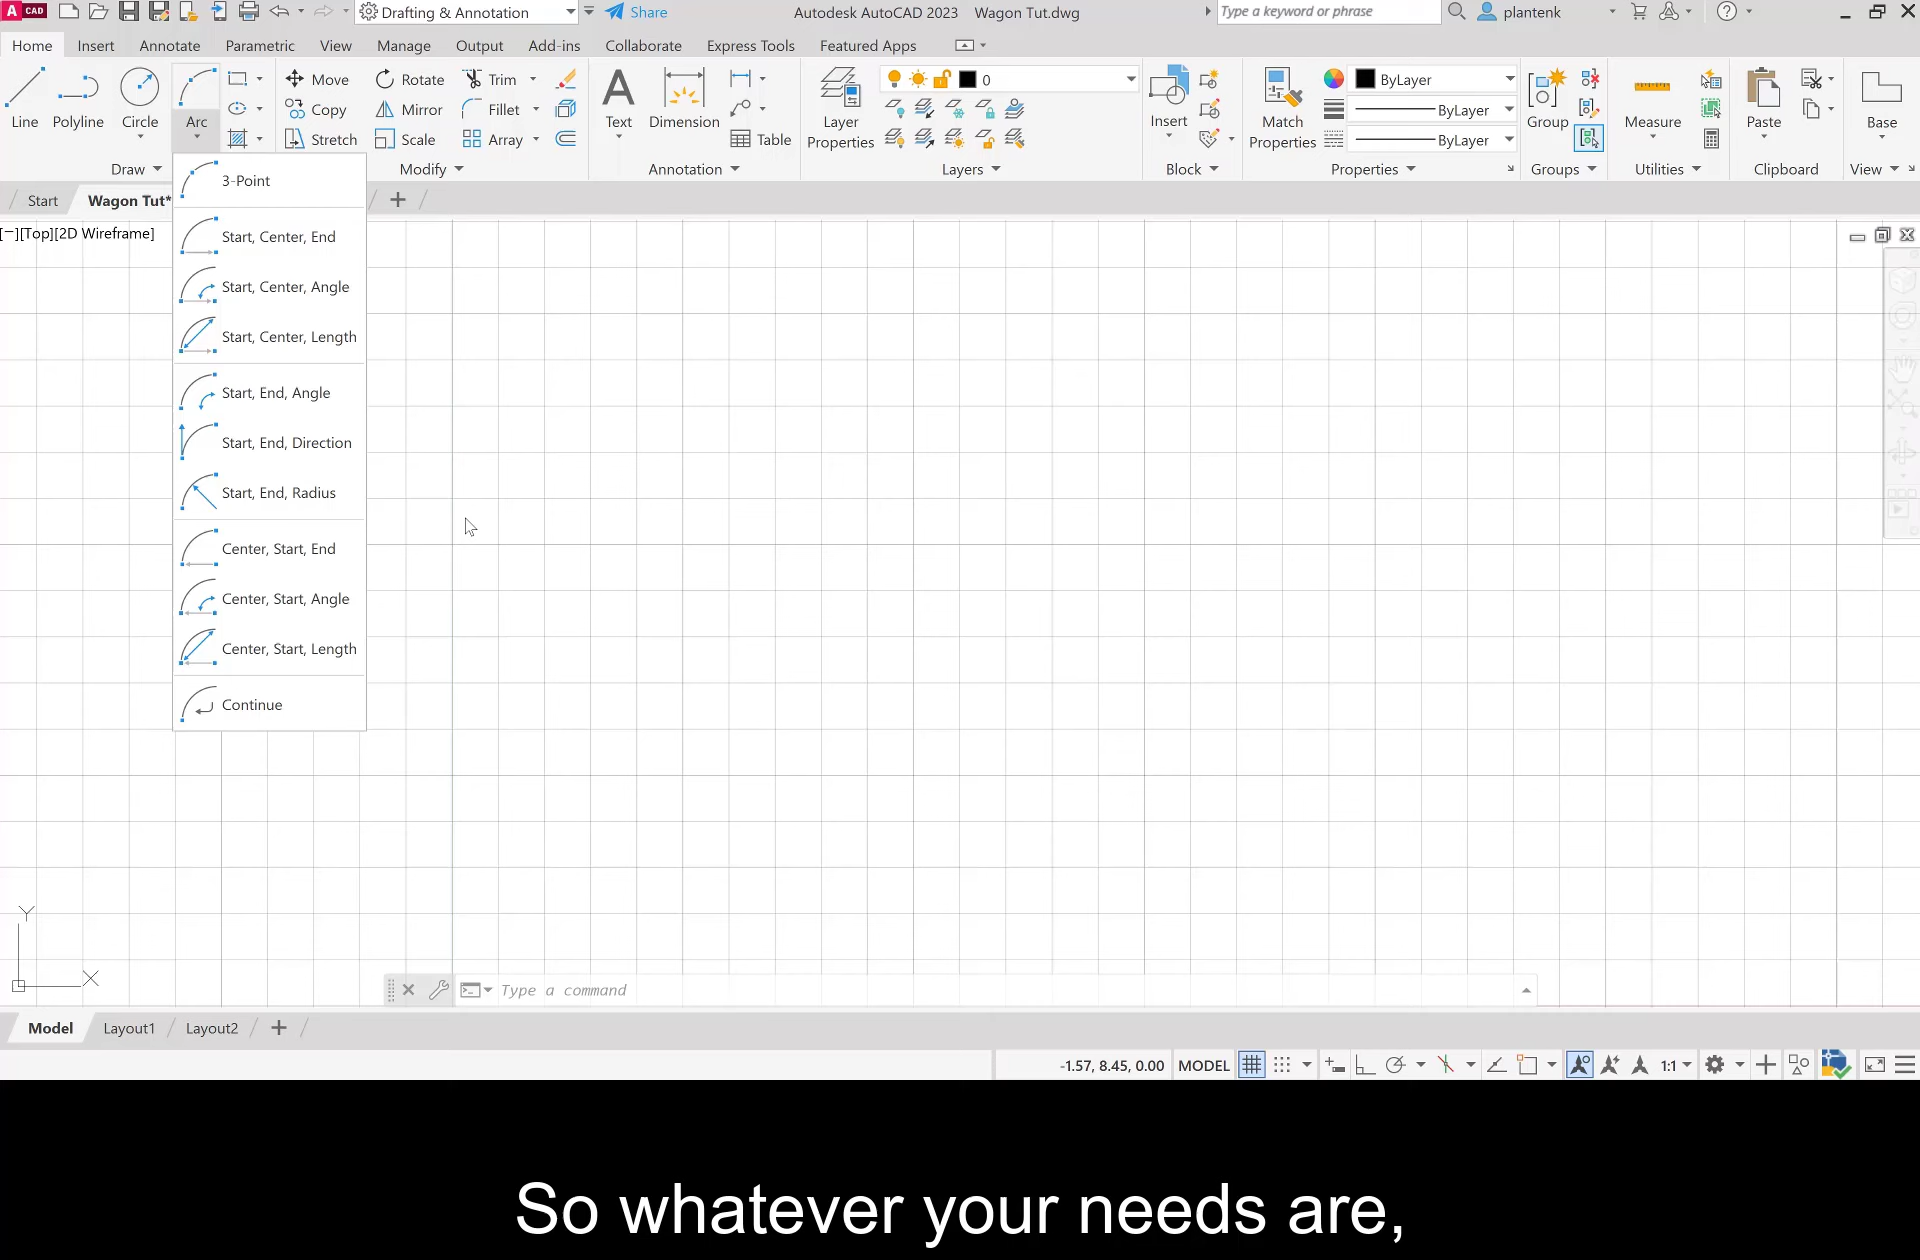 A CAD
Drafting & Annotation
Share
Autodesk AutoCAD 2023 Wagon Tut.dwg
Type a keyword or phrase
plantenk
Home Insert Annotate Parametric View Manage Output Add-ins Collaborate Express Tools Featured Apps
Line Polyline Circle Arc
Move Rotate Trim
Copy Mirror Fillet
Stretch Scale Array
Text Dimension Table
Layer Properties
0
Insert
Match Properties
ByLayer
ByLayer
ByLayer
Group
Measure
Paste
Base
Draw Modify Annotation Layers Block Properties Groups Utilities Clipboard View
Start Wagon Tut*
[−][Top][2D Wireframe]
3-Point
Start, Center, End
Start, Center, Angle
Start, Center, Length
Start, End, Angle
Start, End, Direction
Start, End, Radius
Center, Start, End
Center, Start, Angle
Center, Start, Length
Continue
Y
X
Type a command
Model Layout1 Layout2
-1.57, 8.45, 0.00 MODEL 1:1
So whatever your needs are,